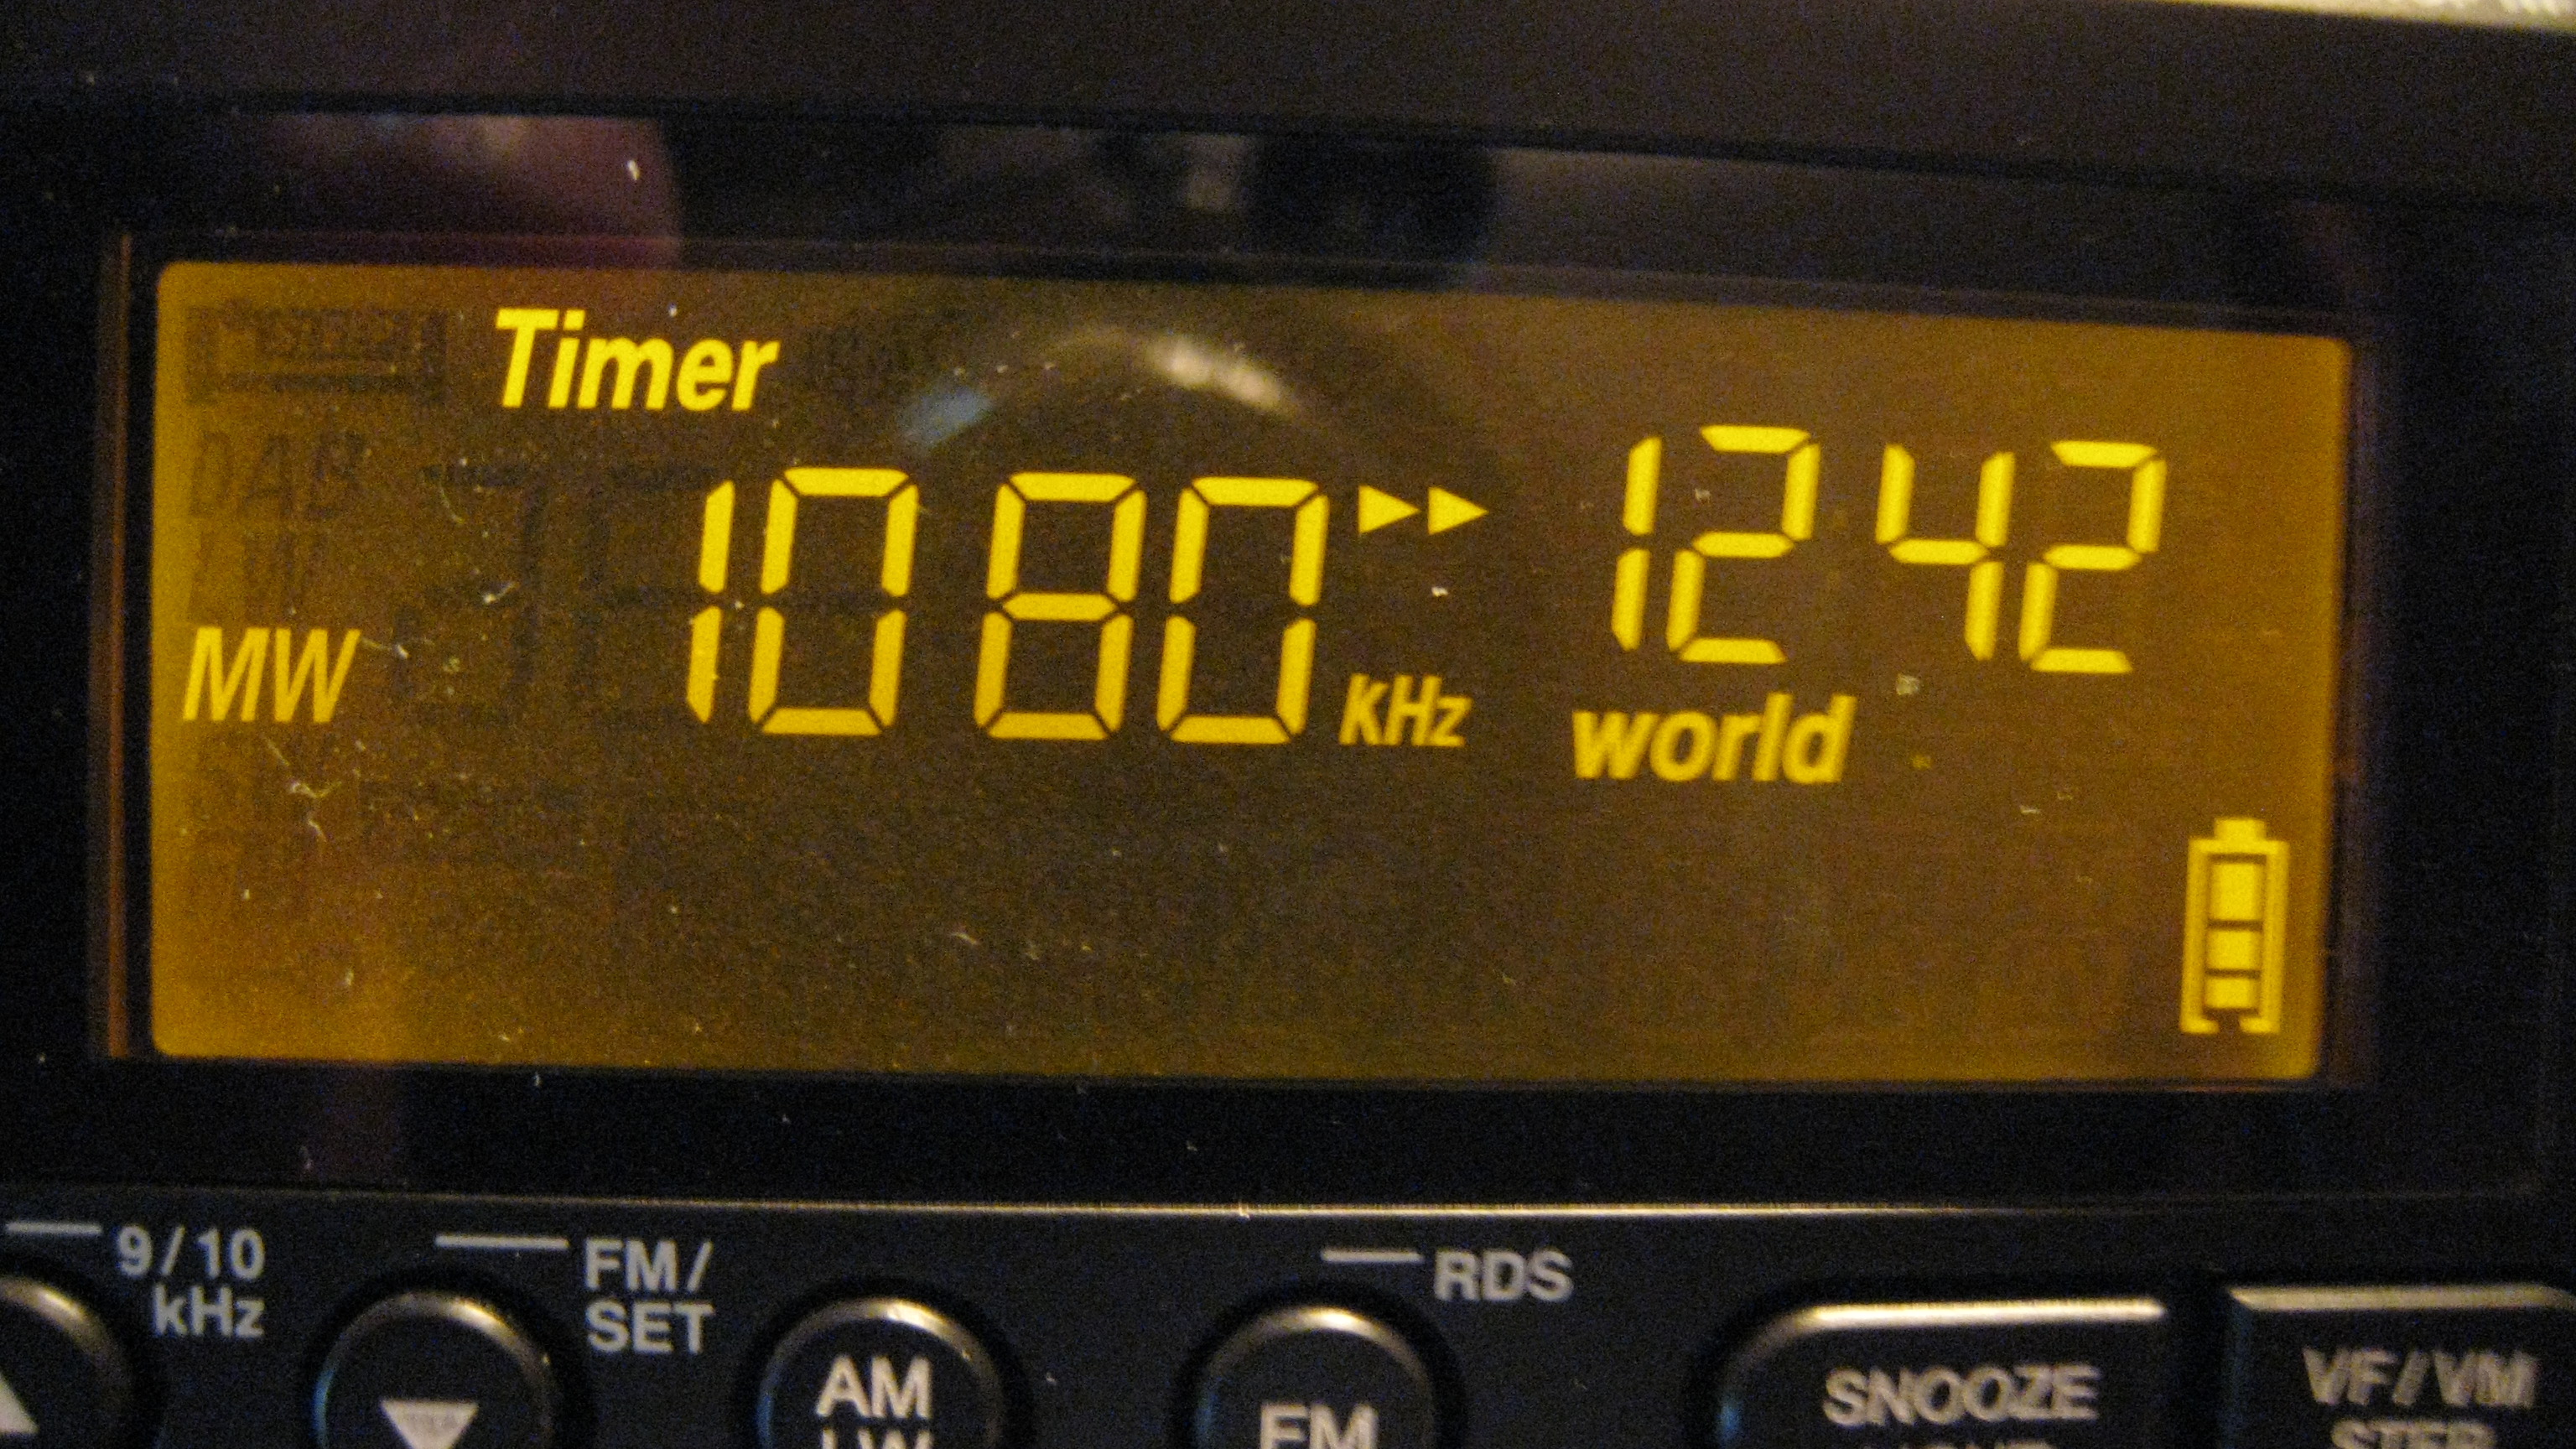 Timer
MW 1080 kHz 1242
world
9/10 kHz
FM/ SET
RDS
AM
FM
SNOOZE
VF/VM